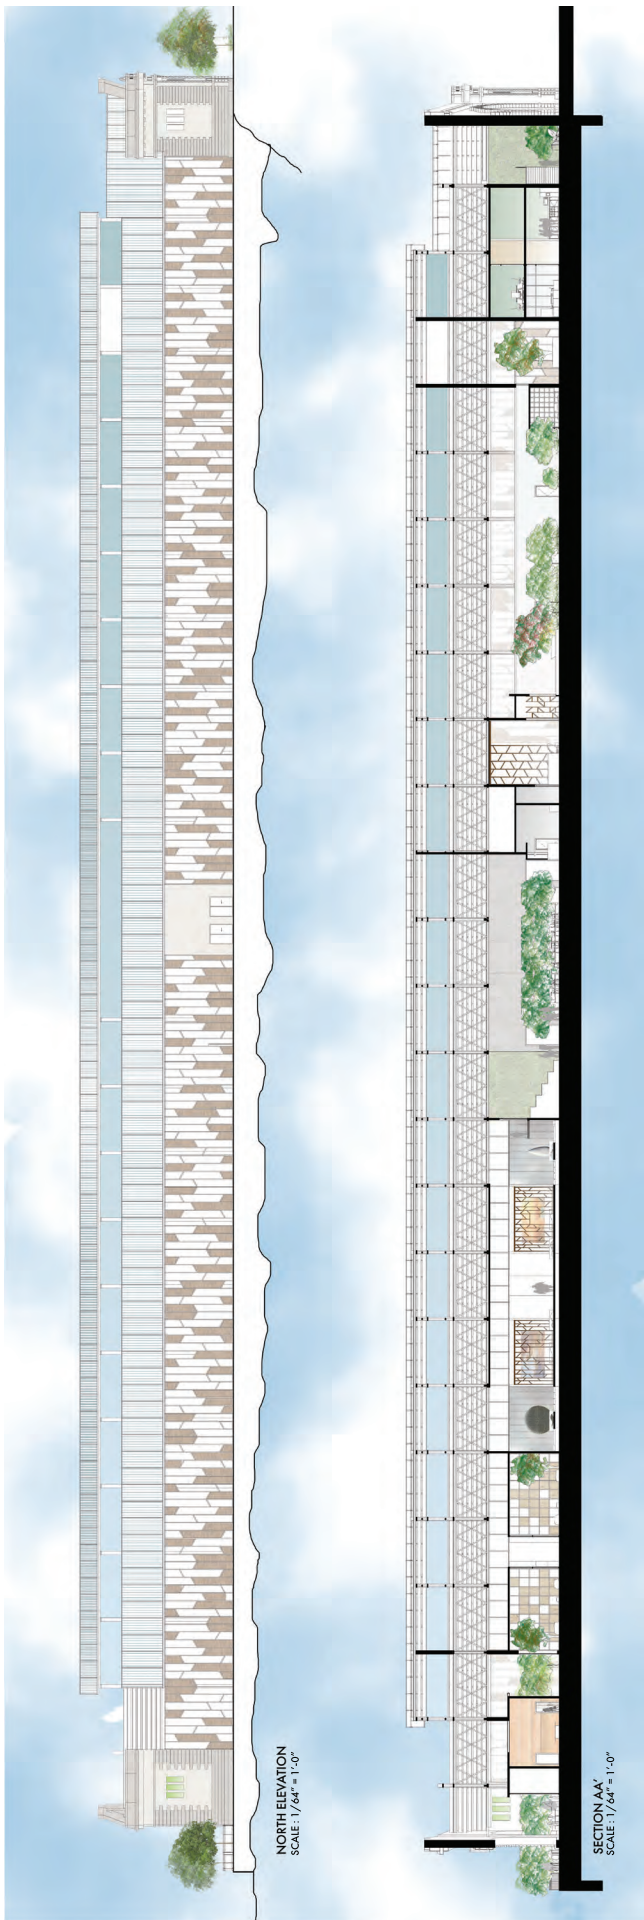 NORTH ELEVATION
SCALE : 1/64" = 1'-0"
SECTION AA'
SCALE : 1/64" = 1'-0"